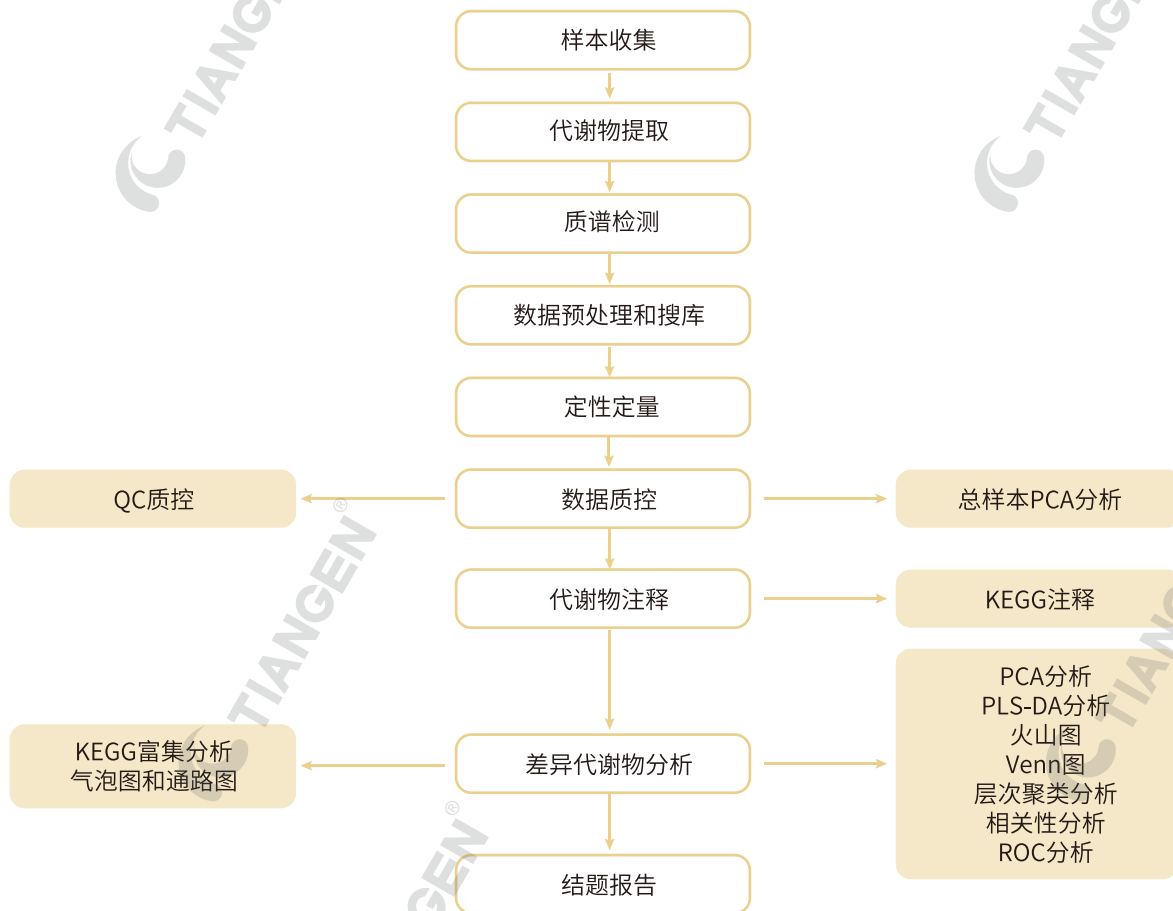 TIANGEN
TIANGEN
样本收集
代谢物提取
质谱检测
数据预处理和搜库
定性定量
QC质控
数据质控
总样本PCA分析
代谢物注释
KEGG注释
TIANGEN®
TIANGEN
KEGG富集分析
气泡图和通路图
差异代谢物分析
PCA分析
PLS-DA分析
火山图
Venn图
层次聚类分析
相关性分析
ROC分析
NGEN®
结题报告